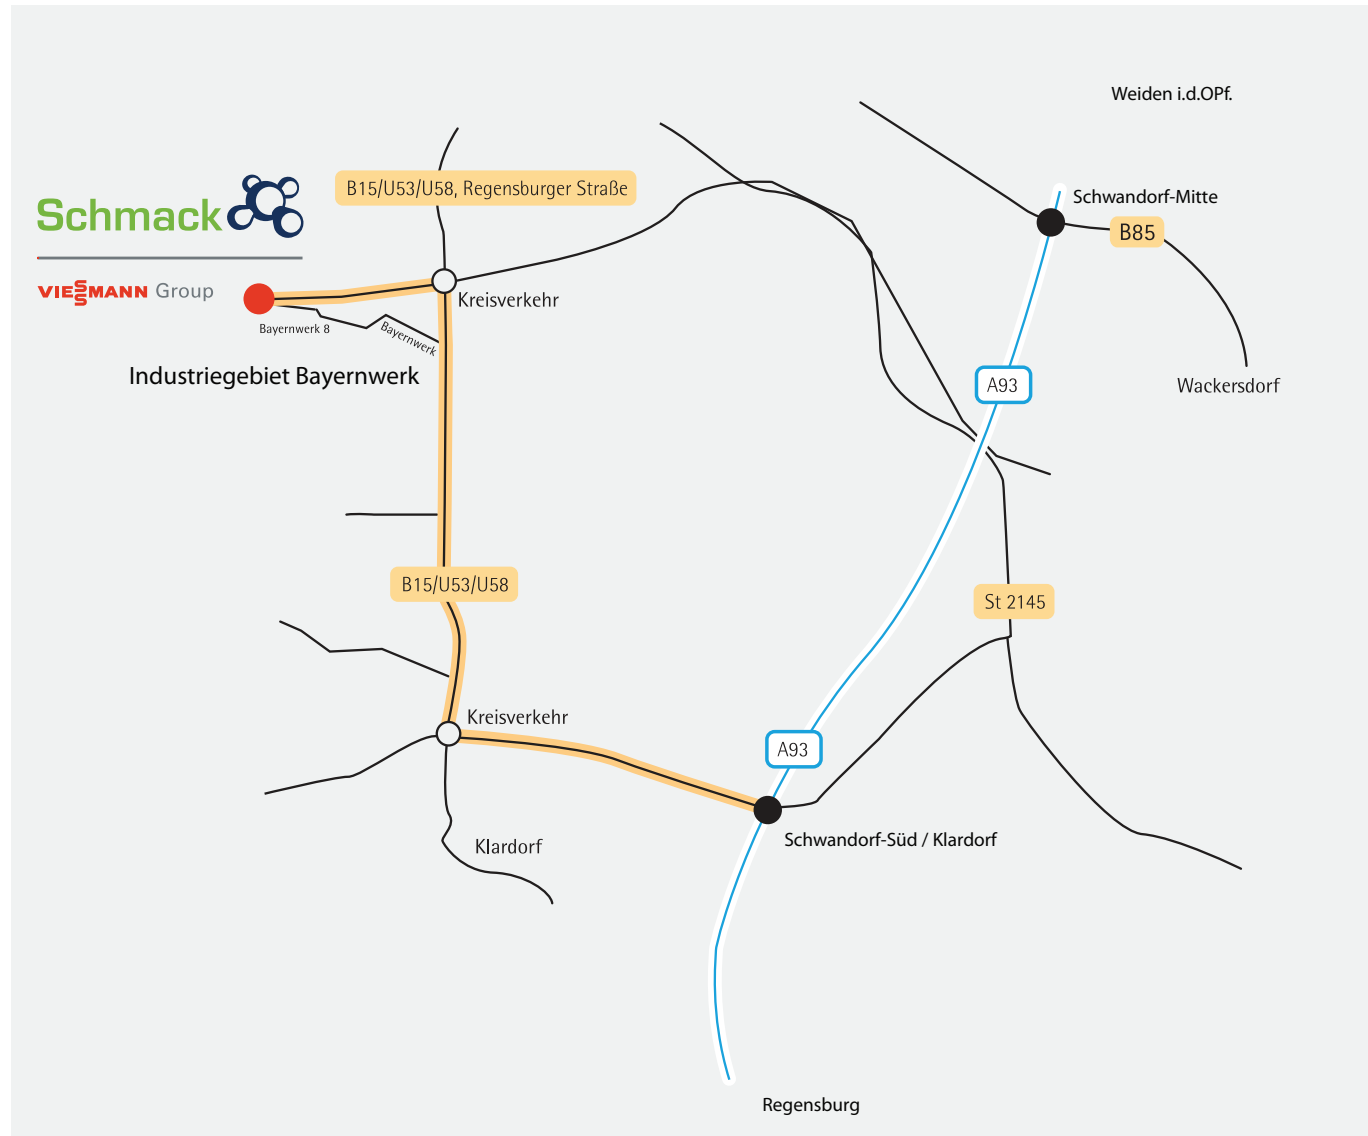 Weiden i.d.OPf.
B15/U53/U58, Regensburger Straße
Schwandorf-Mitte
Schmack
B85
VIESSMANN Group
Kreisverkehr
Bayernwerk 8
Bayernwerk
Industriegebiet Bayernwerk
A93
Wackersdorf
B15/U53/U58
St 2145
Kreisverkehr
A93
Schwandorf-Süd / Klardorf
Klardorf
Regensburg